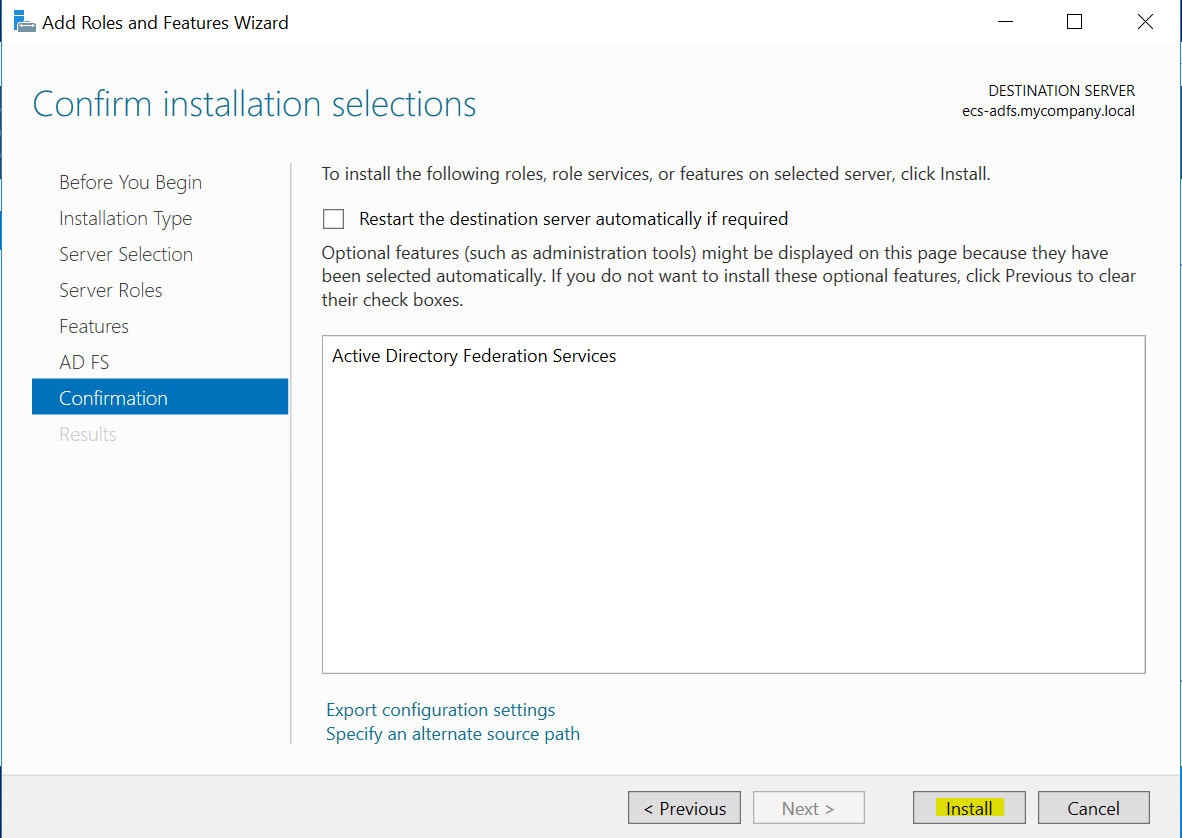 Add Roles and Features Wizard
Confirm installation selections
DESTINATION SERVER
ecs-adfs.mycompany.local
Before You Begin
Installation Type
Server Selection
Server Roles
Features
AD FS
Confirmation
Results
To install the following roles, role services, or features on selected server, click Install.
Restart the destination server automatically if required
Optional features (such as administration tools) might be displayed on this page because they have
been selected automatically. If you do not want to install these optional features, click Previous to clear
their check boxes.
Active Directory Federation Services
Export configuration settings
Specify an alternate source path
< Previous
Next >
Install
Cancel